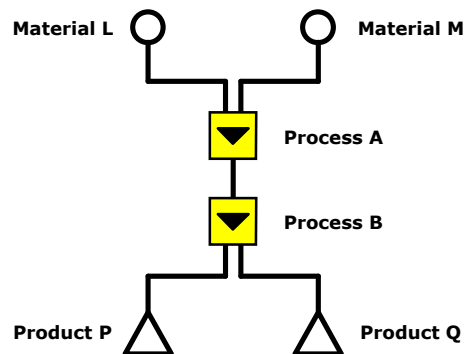 Material L
Material M
Process A
Process B
Product P
Product Q